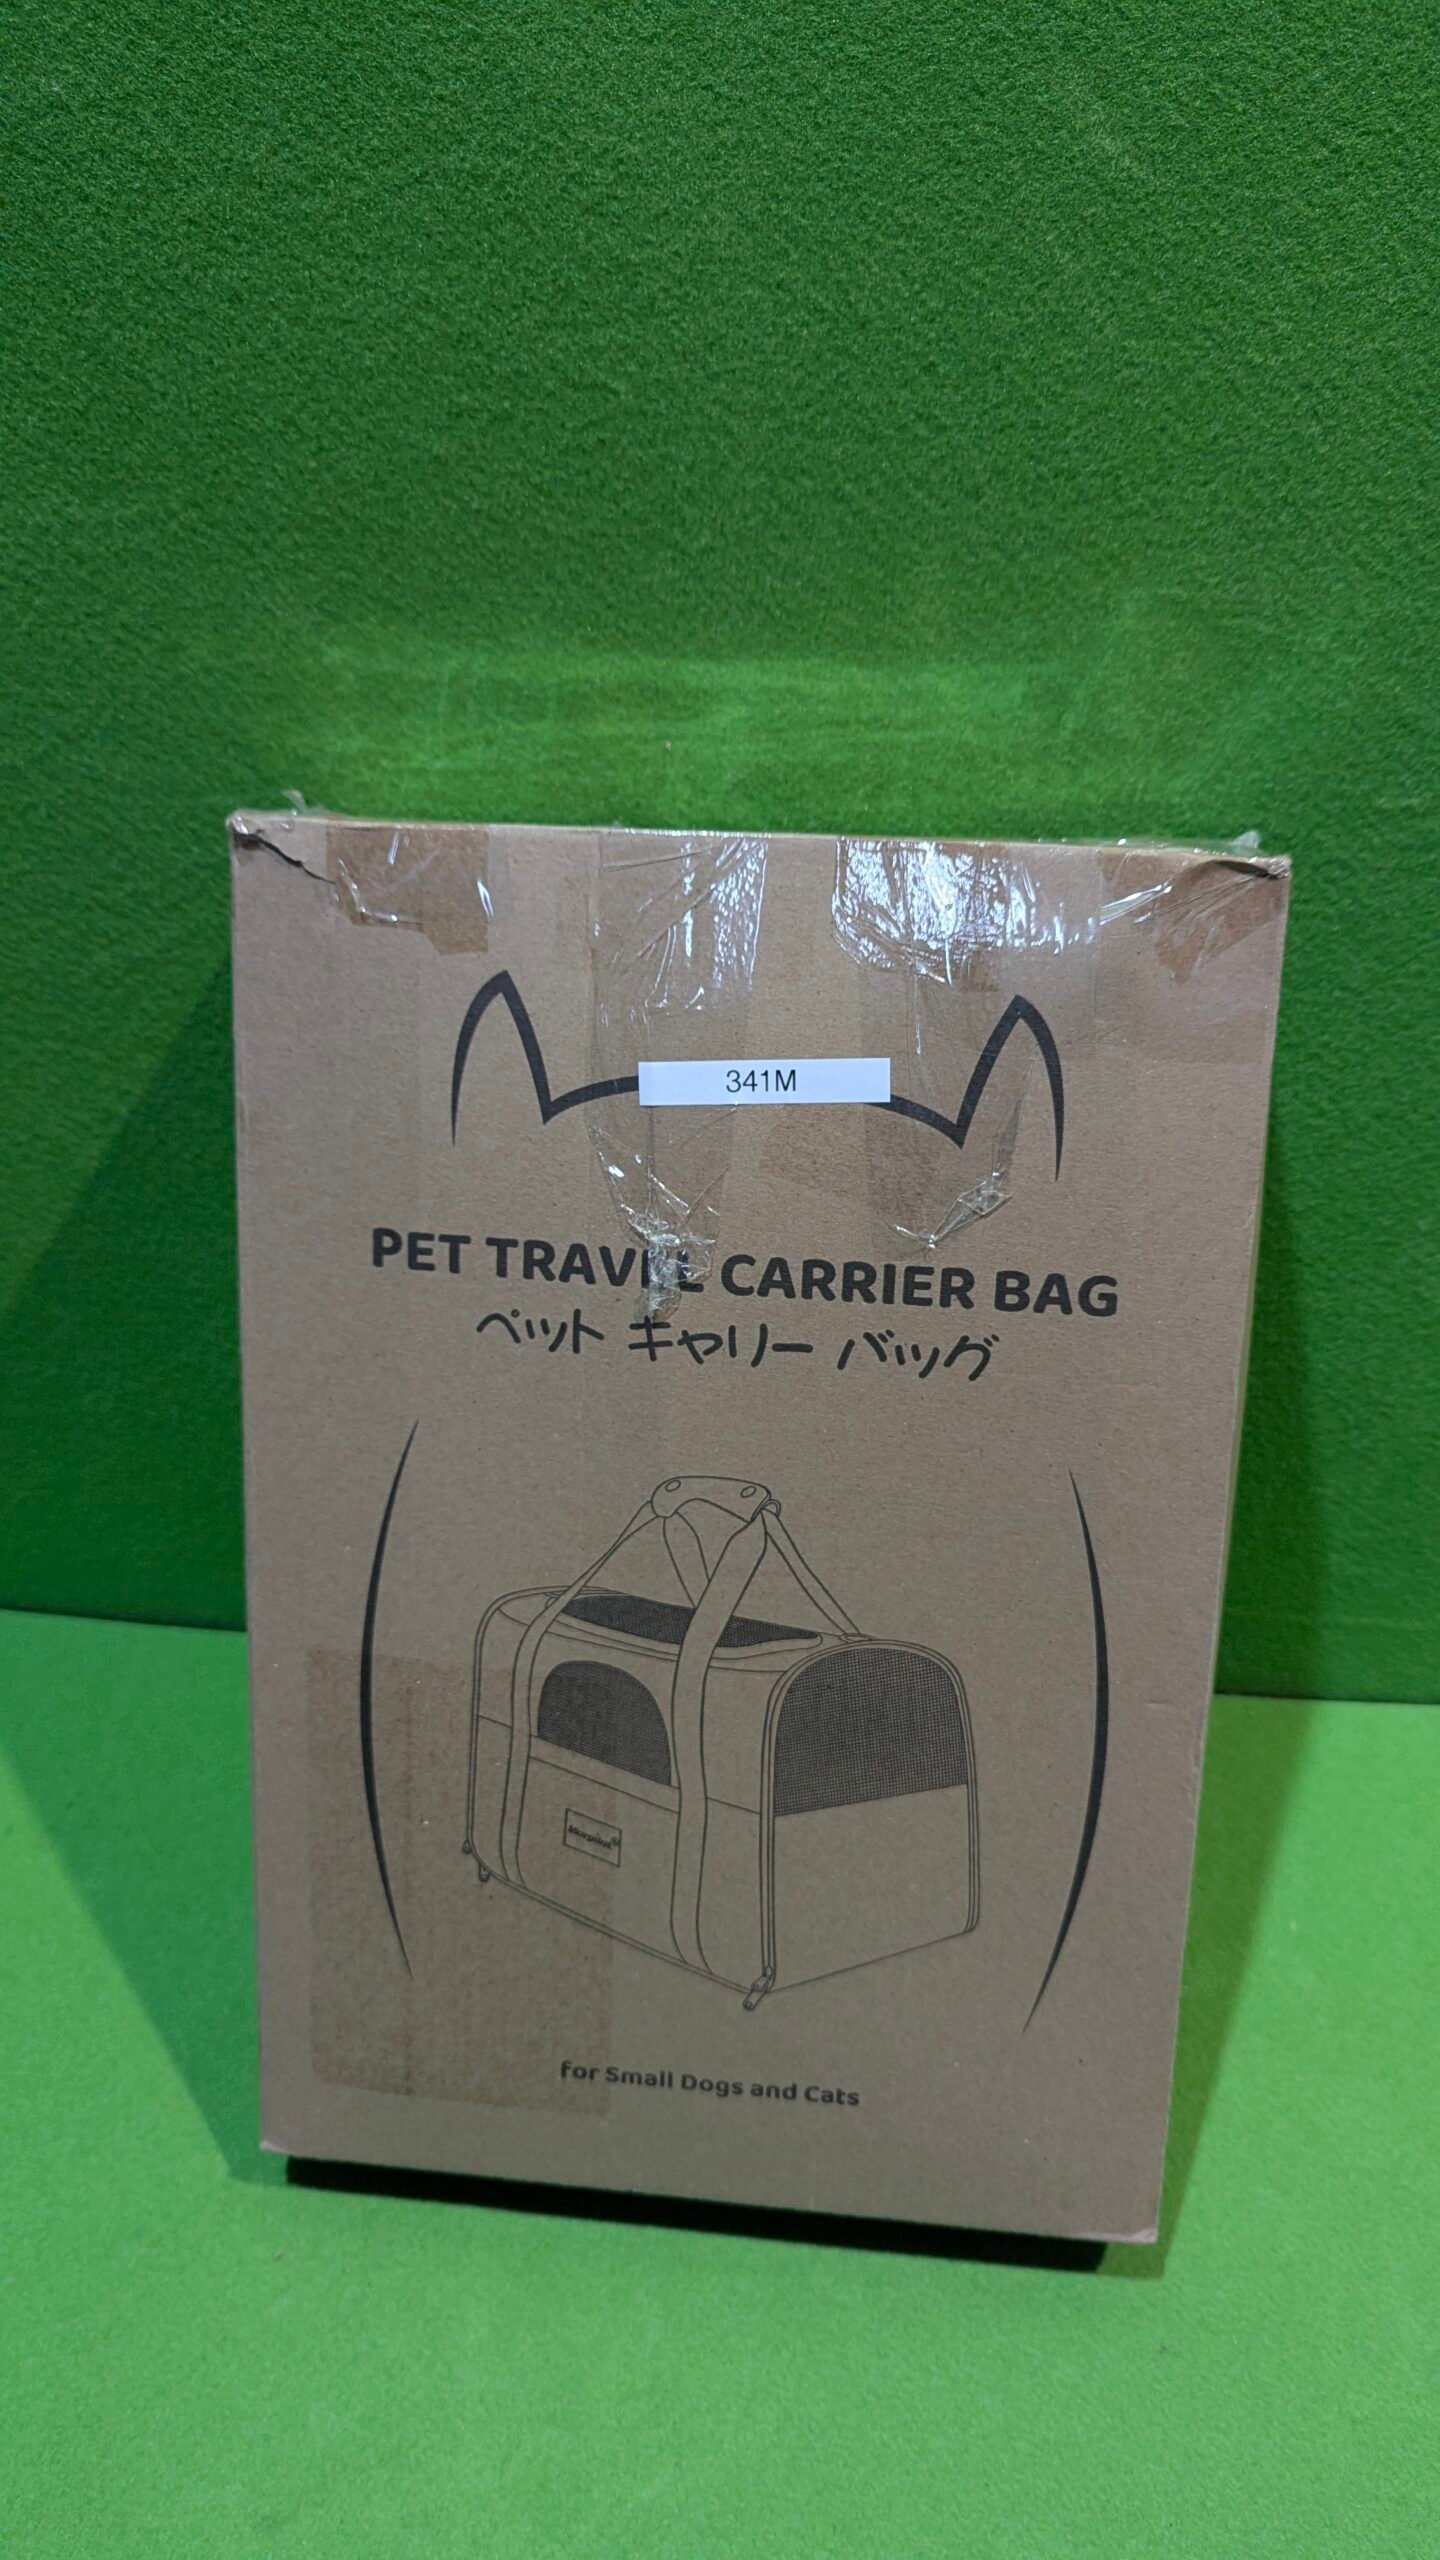 341M
PET TRAVEL CARRIER BAG
ペット キャリー バッグ
Morpilot
for Small Dogs and Cats